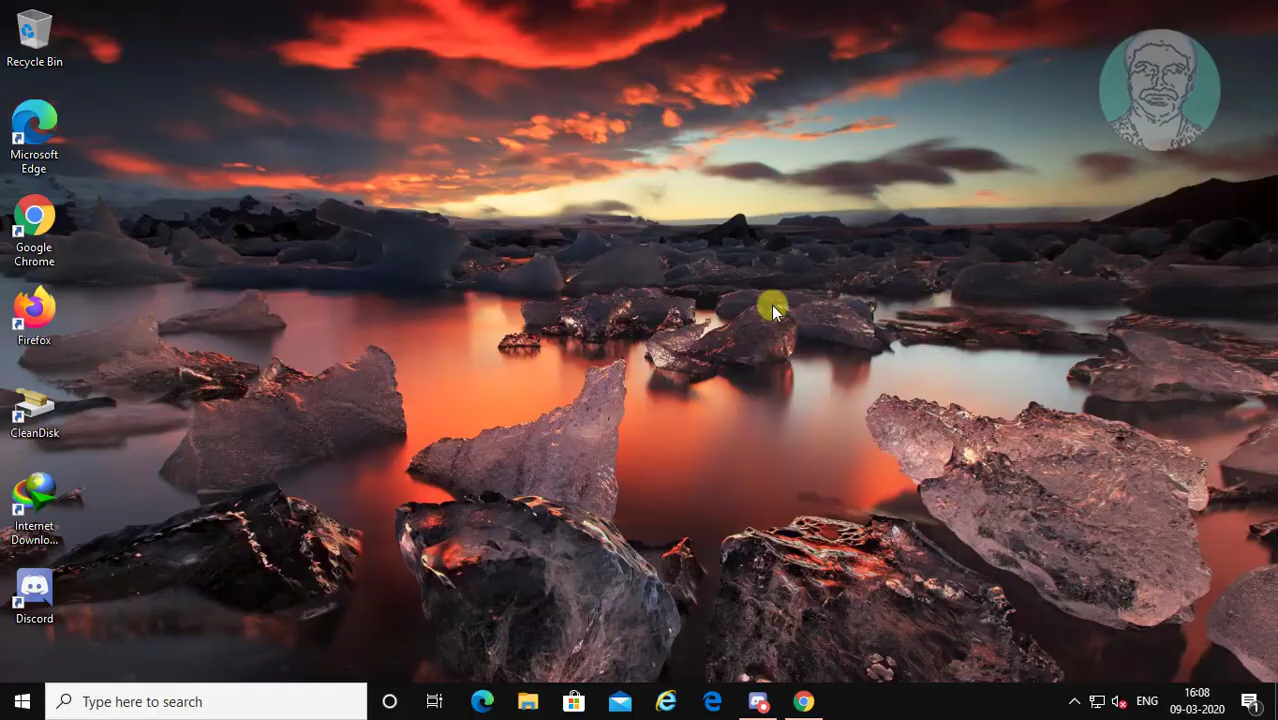 Recycle Bin
Microsoft
Edge
Google
Chrome
Firefox
CleanDisk
Internet
Downlo...
Discord
Type here to search
ENG
16:08
09-03-2020
1